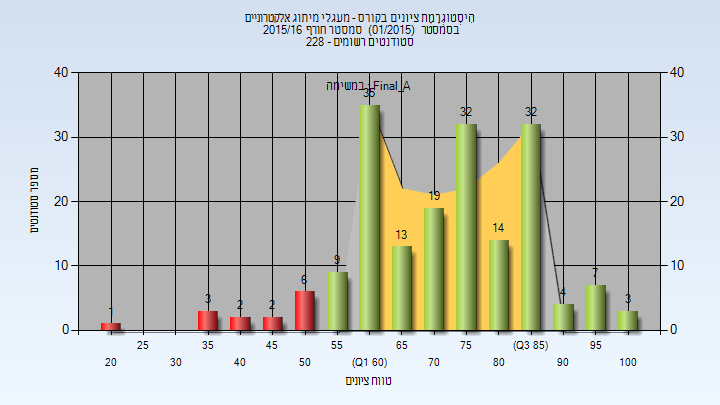 היסטוגרמת ציונים בקורס - מעגלי מיתוג אלקטרוניים
בסמסטר (01/2015) סמסטר חורף 2015/16
סטודנטים רשומים - 228
במשימה : Final_A
מספר סטודנטים
40 40
30 30
20 20
10 10
0 0
1 3 2 2 6 9 35 13 19 32 14 32 4 7 3
25 35 45 55 65 75 (Q3 85) 95
20 30 40 50 (Q1 60) 70 80 90 100
טווח ציונים